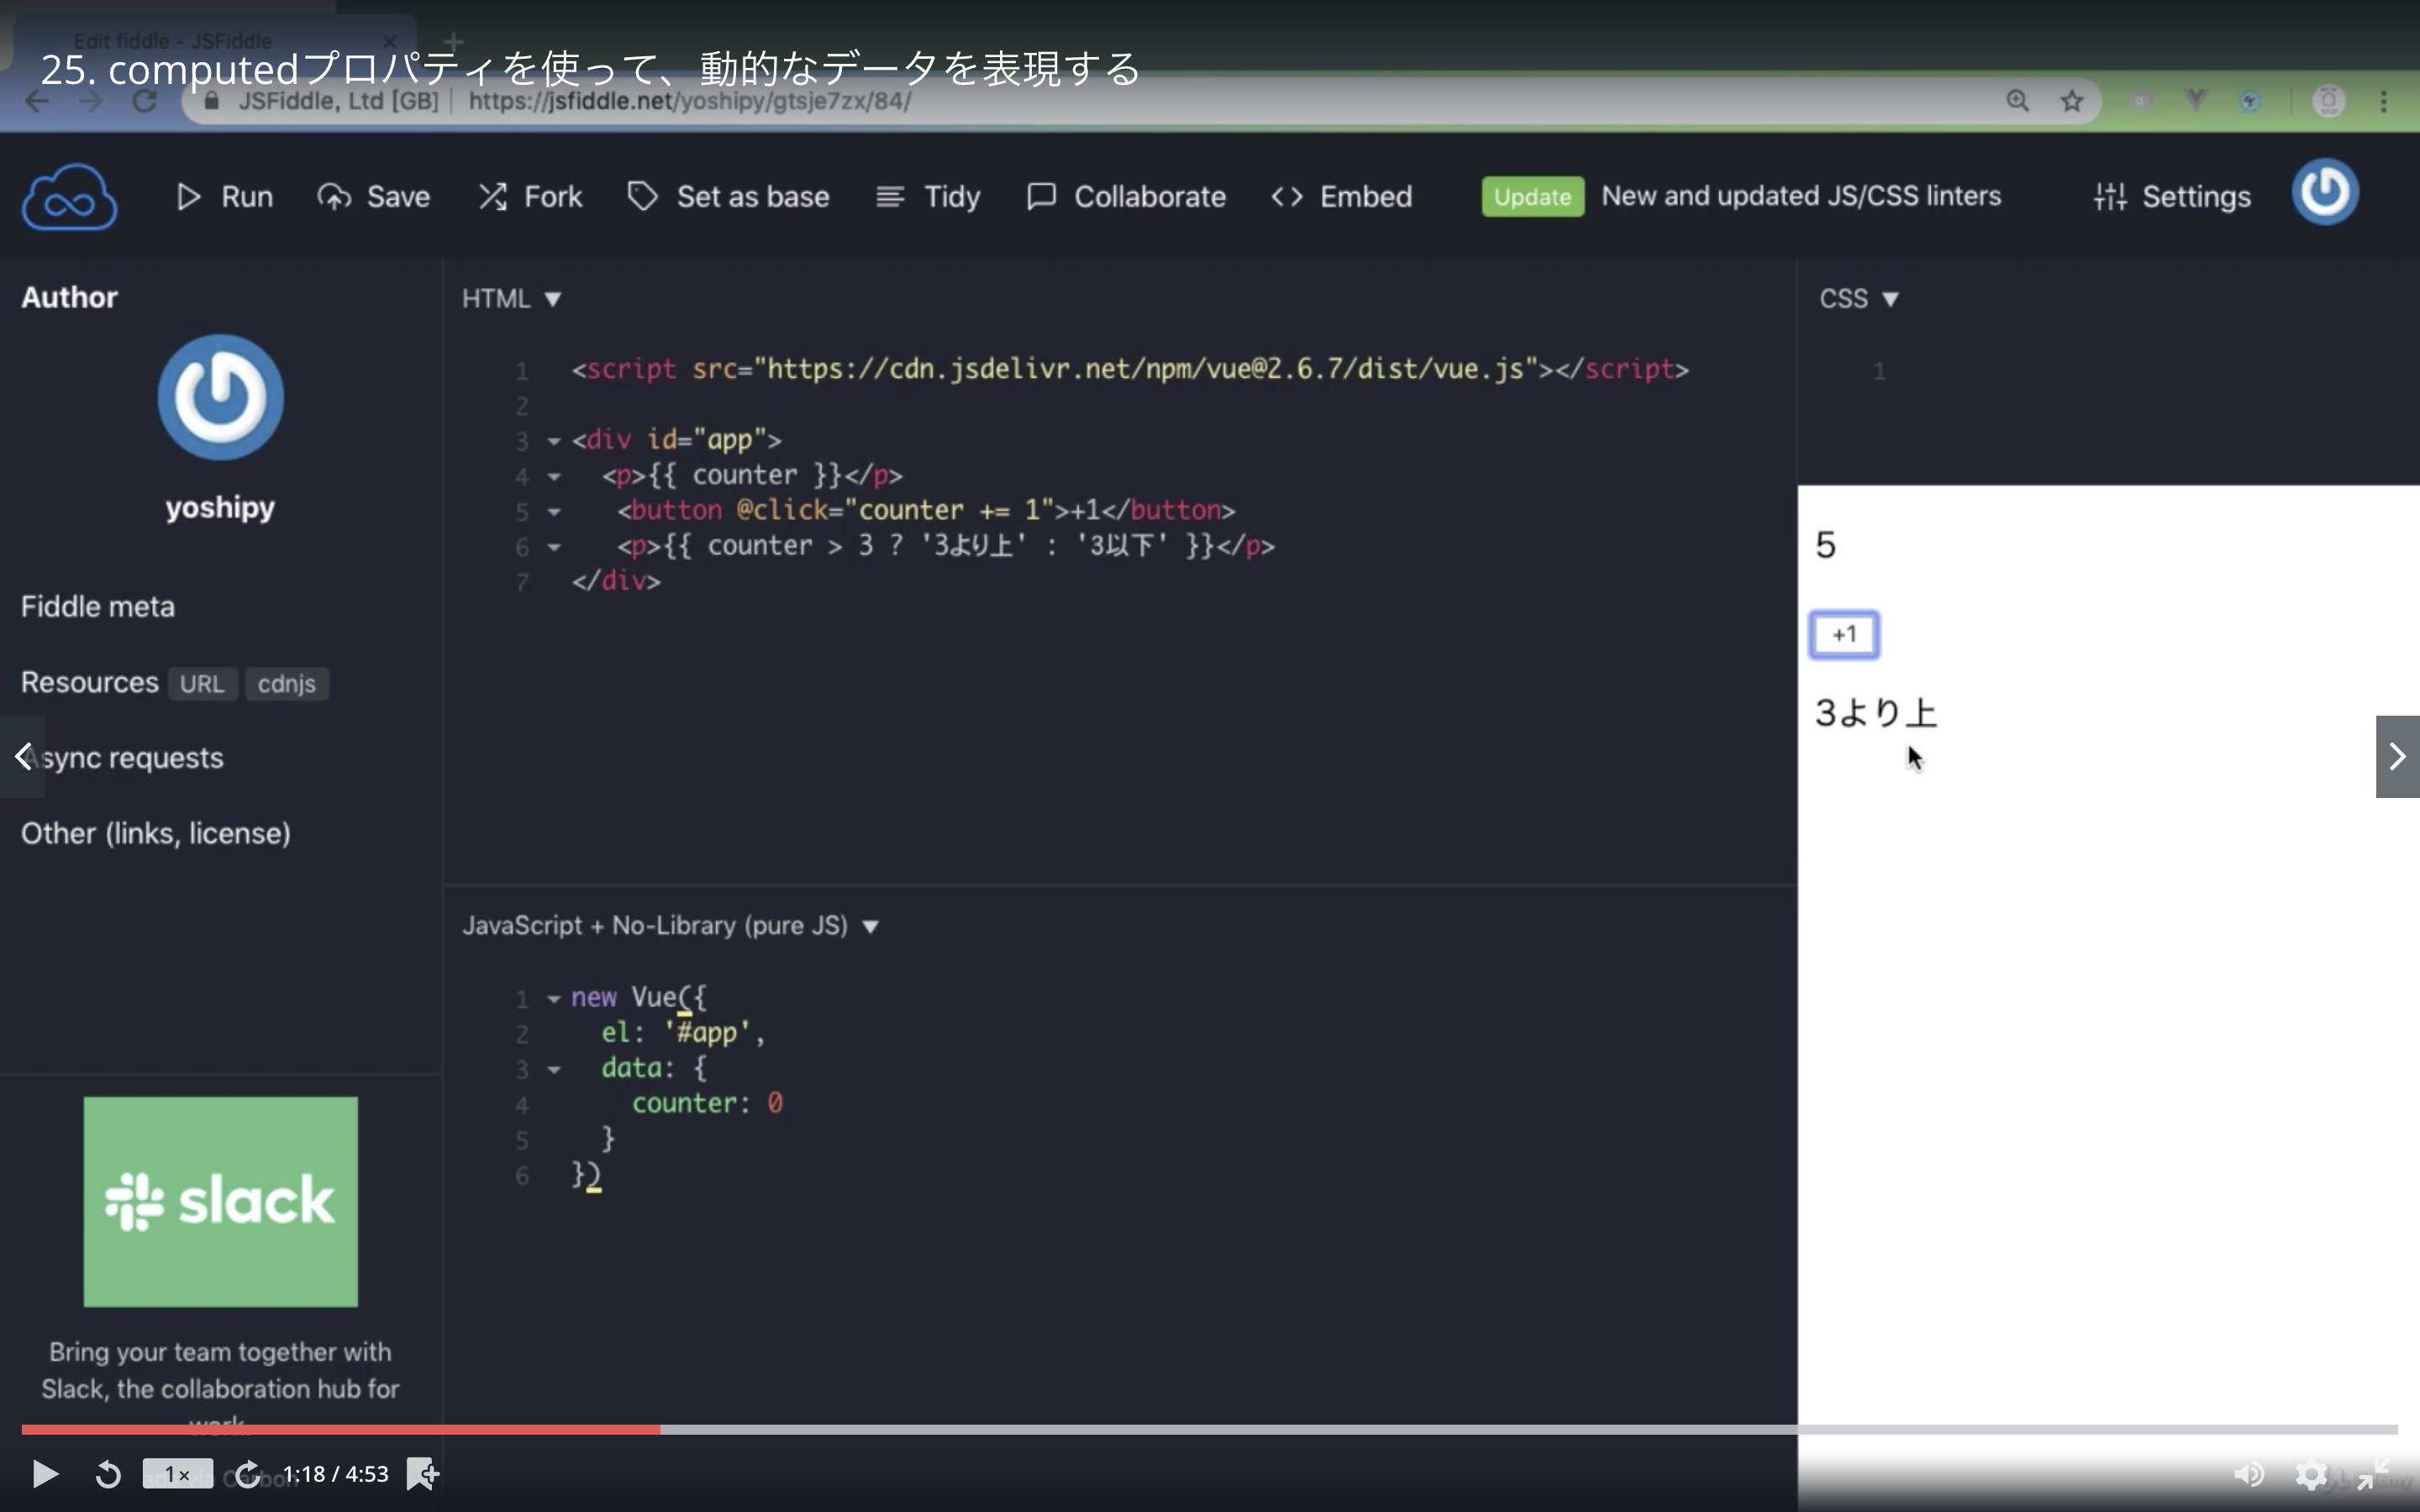 Edit fiddle - JSFiddle
25. computedプロパティを使って、動的なデータを表現する
JSFiddle, Ltd [GB] https://jsfiddle.net/yoshipy/gtsje7zx/84/
Run Save Fork Set as base Tidy Collaborate Embed Update New and updated JS/CSS linters Settings
Author
yoshipy
Fiddle meta
Resources URL cdnjs
Async requests
Other (links, license)
slack
Bring your team together with
Slack, the collaboration hub for
work.
HTML ▼
1 <script src="https://cdn.jsdelivr.net/npm/vue@2.6.7/dist/vue.js"></script>
2
3 <div id="app">
4 <p>{{ counter }}</p>
5 <button @click="counter += 1">+1</button>
6 <p>{{ counter > 3 ? '3より上' : '3以下' }}</p>
7 </div>
JavaScript + No-Library (pure JS) ▼
1 new Vue({
2 el: '#app',
3 data: {
4 counter: 0
5 }
6 })
CSS ▼
1
5
+1
3より上
1x 1:18 / 4:53